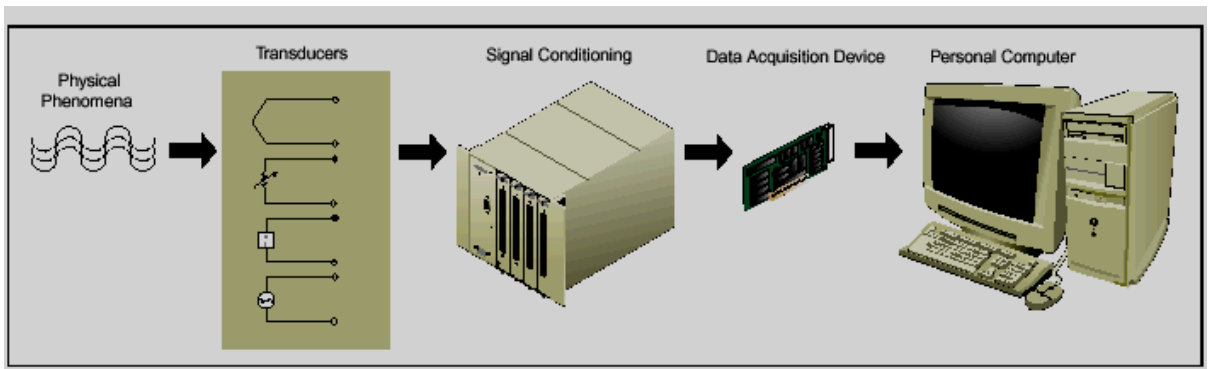 Physical
Phenomena
Transducers
Signal Conditioning
Data Acquisition Device
Personal Computer